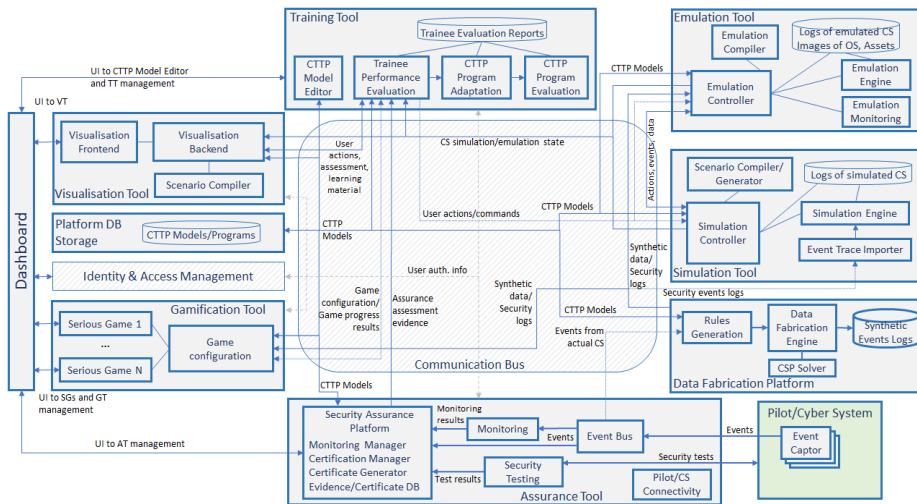 Training Tool
Trainee Evaluation Reports
CTTP
Model
Editor
Trainee
Performance
Evaluation
CTTP
Program
Adaptation
CTTP
Program
Evaluation
Emulation Tool
Emulation
Compiler
Logs of emulated CS
Images of OS, Assets
Emulation
Controller
Emulation
Engine
Emulation
Monitoring
UI to CTTP Model Editor
and TT management
UI to VT
CTTP Models
Dashboard
Visualisation
Frontend
Visualisation
Backend
Scenario Compiler
Visualisation Tool
User
actions,
assessment,
learning
material
CS simulation/emulation state
Actions, events, data
User actions/commands
CTTP Models
Scenario Compiler/
Generator
Logs of simulated CS
Simulation
Controller
Simulation Engine
Event Trace Importer
Simulation Tool
Platform DB
Storage
CTTP Models/Programs
CTTP
Models
Identity & Access Management
User auth. info
Synthetic
data/
Security
logs
Security events logs
Gamification Tool
Serious Game 1
...
Serious Game N
Game
configuration
Game
configuration/
Game progress
results
Assurance
assessment
evidence
Synthetic
data/
Security
logs
CTTP Models
Events from
actual CS
Communication Bus
Rules
Generation
Data
Fabrication
Engine
Synthetic
Events Logs
CSP Solver
Data Fabrication Platform
UI to SGs and GT
management
CTTP Models
UI to AT management
Security Assurance
Platform
Monitoring Manager
Certification Manager
Certificate Generator
Evidence/Certificate DB
Monitoring
results
Monitoring
Events
Event Bus
Test results
Security
Testing
Pilot/CS
Connectivity
Assurance Tool
Events
Security tests
Pilot/Cyber System
Event
Captor